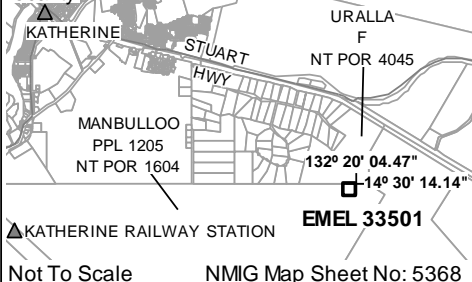 KATHERINE
STUART
HWY
URALLA
F
NT POR 4045
MANBULLOO
PPL 1205
NT POR 1604
132º 20' 04.47"
14º 30' 14.14"
EMEL 33501
KATHERINE RAILWAY STATION
Not To Scale
NMIG Map Sheet No: 5368